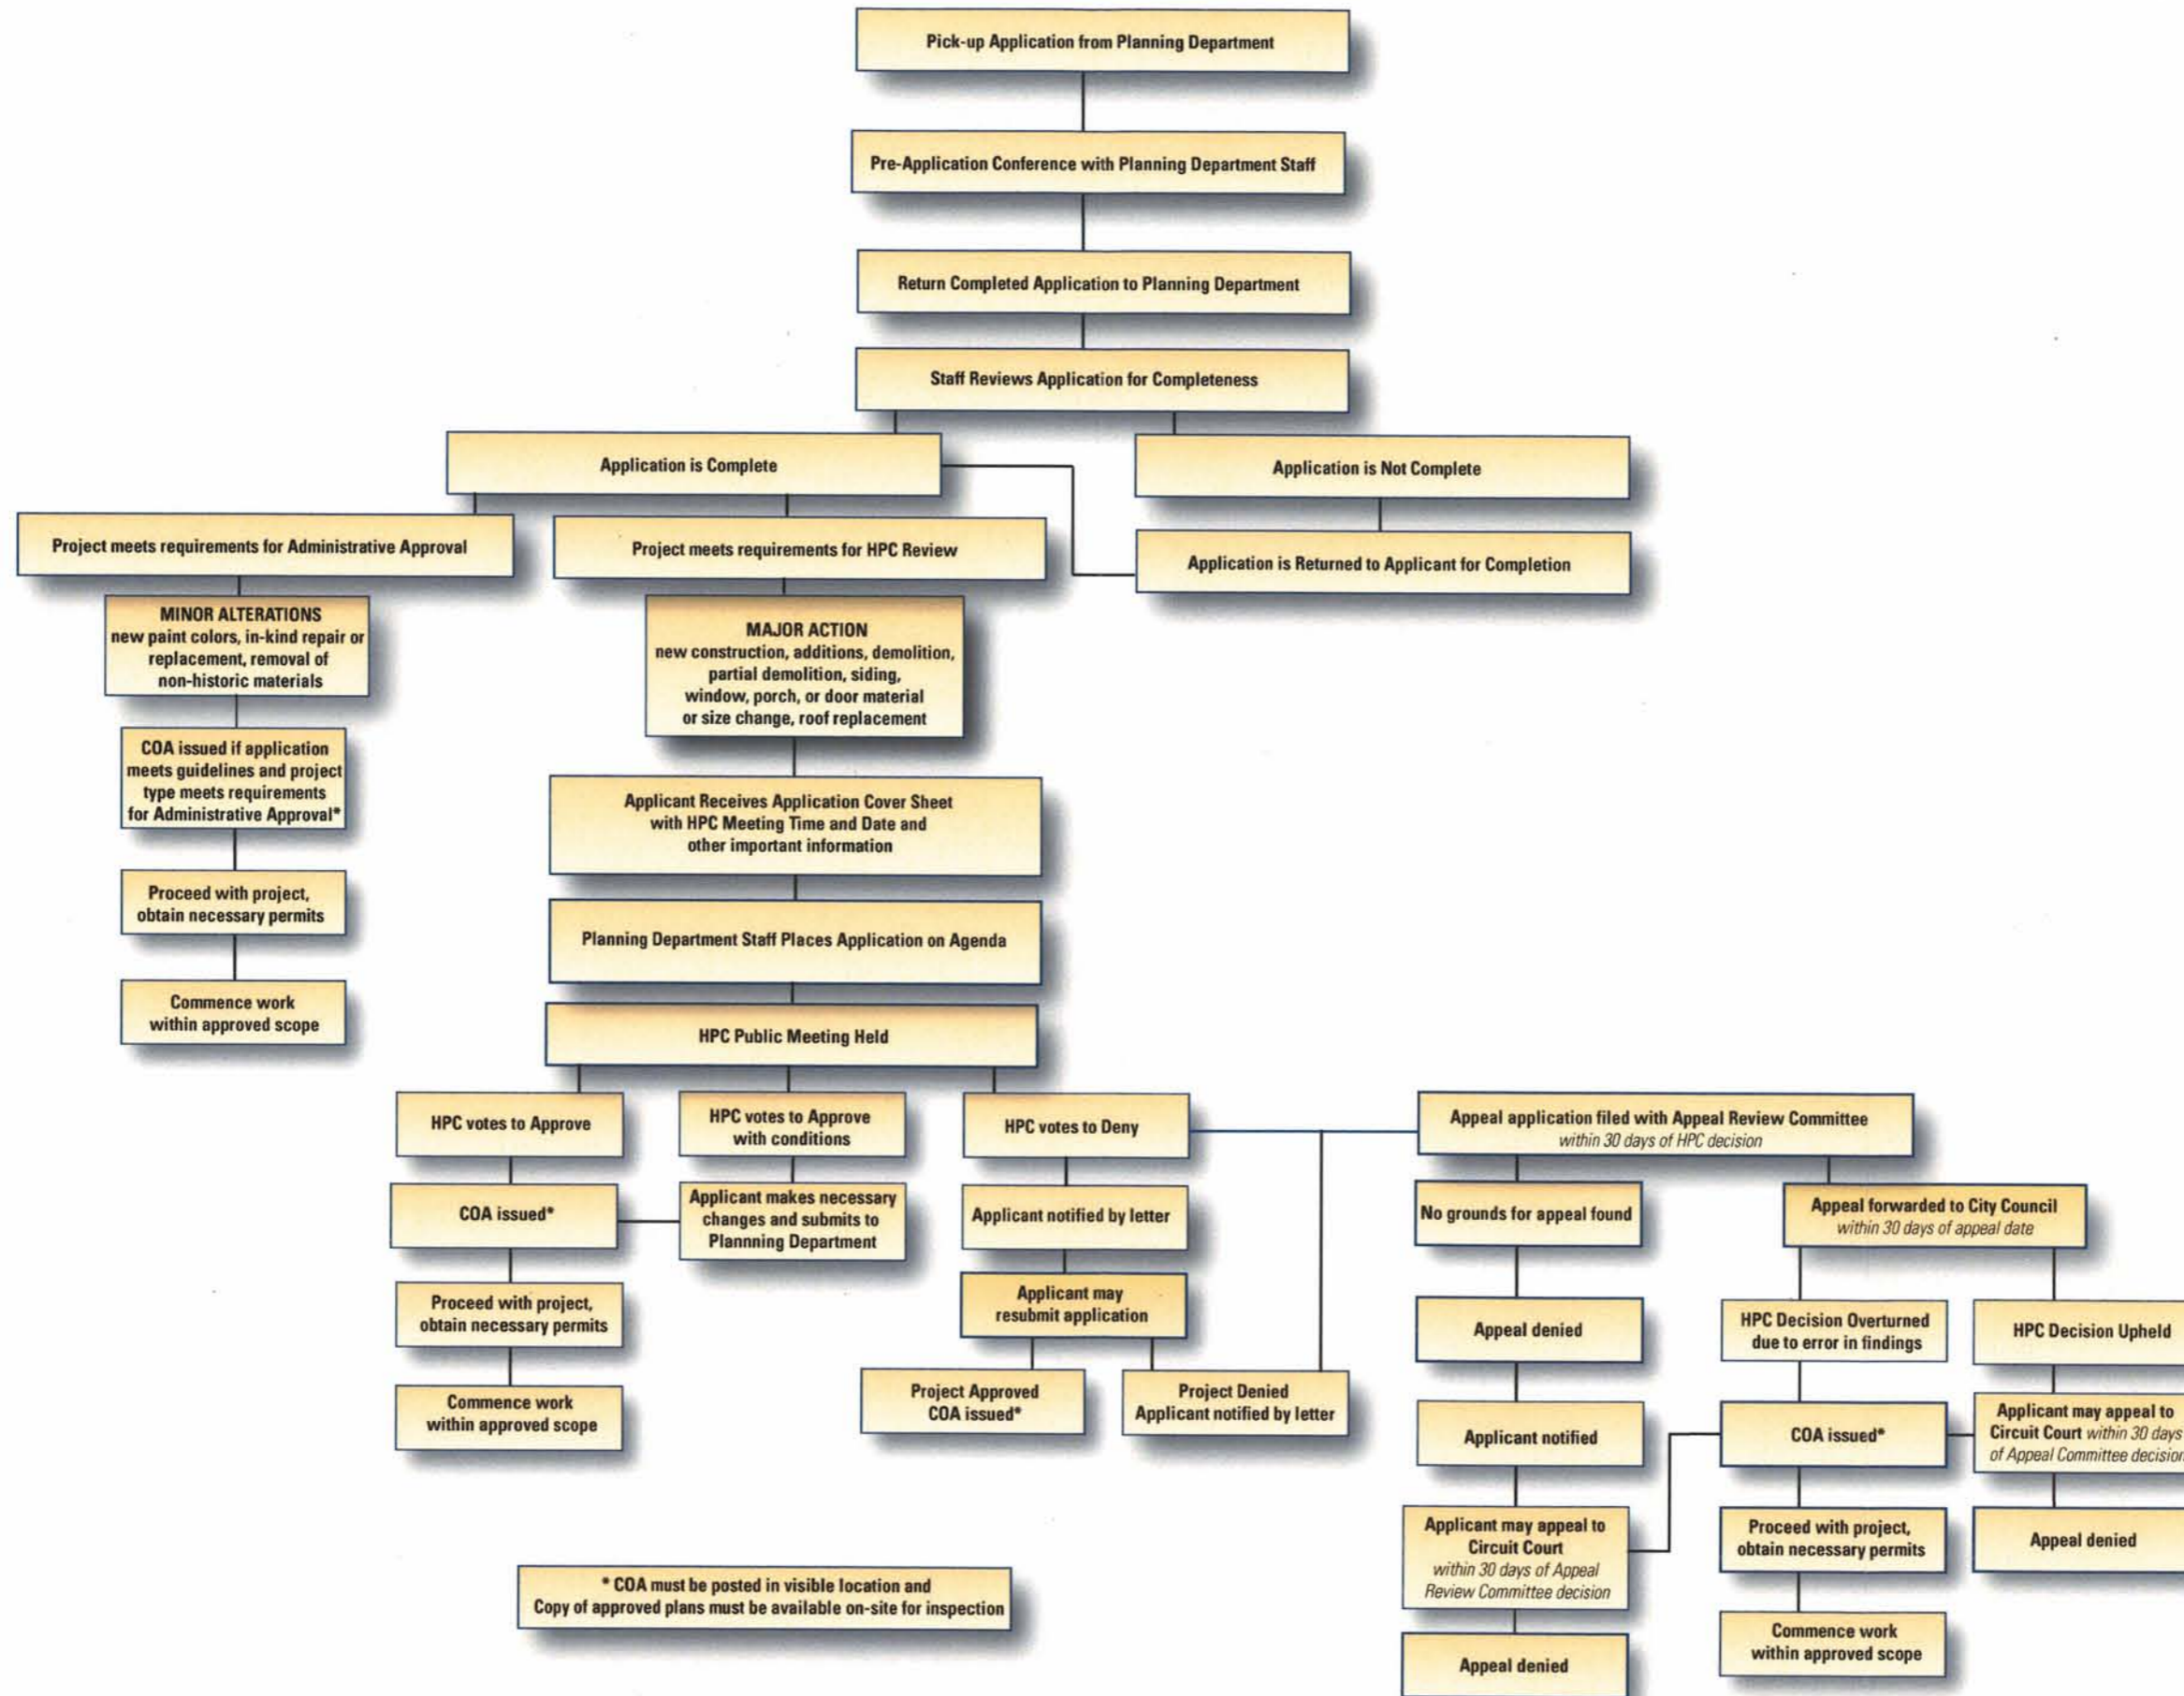 Pick-up Application from Planning Department
Pre-Application Conference with Planning Department Staff
Return Completed Application to Planning Department
Staff Reviews Application for Completeness
Application is Complete
Application is Not Complete
Project meets requirements for Administrative Approval
Project meets requirements for HPC Review
Application is Returned to Applicant for Completion
MINOR ALTERATIONS
new paint colors, in-kind repair or
replacement, removal of
non-historic materials
MAJOR ACTION
new construction, additions, demolition,
partial demolition, siding,
window, porch, or door material
or size change, roof replacement
COA issued if application
meets guidelines and project
type meets requirements
for Administrative Approval*
Proceed with project,
obtain necessary permits
Commence work
within approved scope
Applicant Receives Application Cover Sheet
with HPC Meeting Time and Date and
other important information
Planning Department Staff Places Application on Agenda
HPC Public Meeting Held
HPC votes to Approve
HPC votes to Approve
with conditions
HPC votes to Deny
COA issued*
Applicant makes necessary
changes and submits to
Plannning Department
Applicant notified by letter
Proceed with project,
obtain necessary permits
Applicant may
resubmit application
Commence work
within approved scope
Project Approved
COA issued*
Project Denied
Applicant notified by letter
Appeal application filed with Appeal Review Committee
within 30 days of HPC decision
No grounds for appeal found
Appeal forwarded to City Council
within 30 days of appeal date
Appeal denied
HPC Decision Overturned
due to error in findings
HPC Decision Upheld
Applicant notified
COA issued*
Applicant may appeal to
Circuit Court within 30 days
of Appeal Committee decision
Applicant may appeal to
Circuit Court
within 30 days of Appeal
Review Committee decision
Proceed with project,
obtain necessary permits
Appeal denied
Appeal denied
Commence work
within approved scope
* COA must be posted in visible location and
Copy of approved plans must be available on-site for inspection